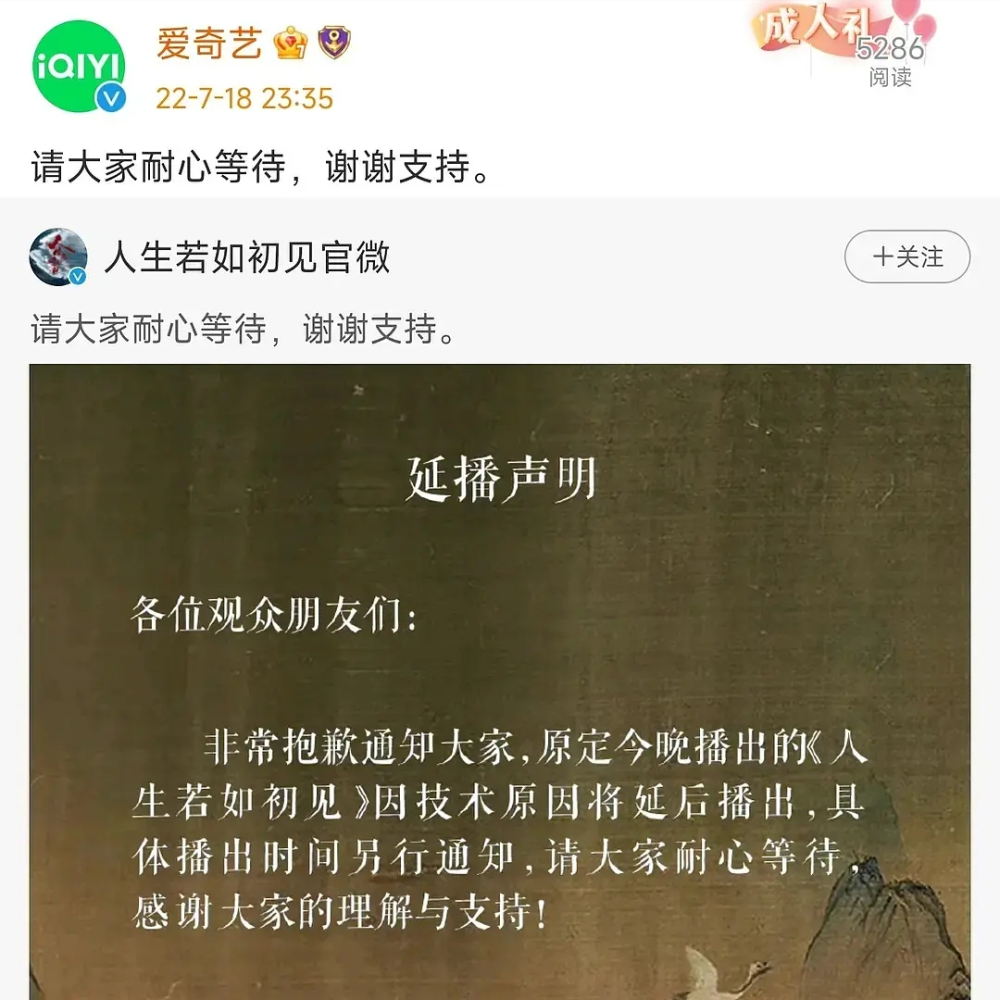 iQIYI
爱奇艺
22-7-18 23:35
成人礼
5286
阅读
请大家耐心等待，谢谢支持。
人生若如初见官微
+关注
请大家耐心等待，谢谢支持。
延播声明
各位观众朋友们：
非常抱歉通知大家,原定今晚播出的《人
生若如初见》因技术原因将延后播出,具
体播出时间另行通知,请大家耐心等待,
感谢大家的理解与支持!